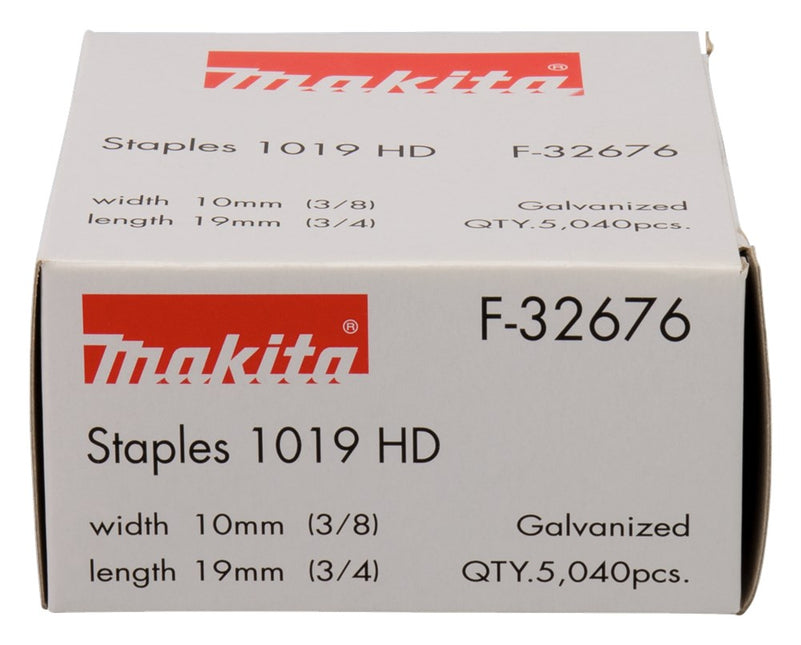 makita®
Staples 1019 HD F-32676
width 10mm (3/8) Galvanized
length 19mm (3/4) QTY.5,040pcs.
makita® F-32676
Staples 1019 HD
width 10mm (3/8) Galvanized
length 19mm (3/4) QTY.5,040pcs.